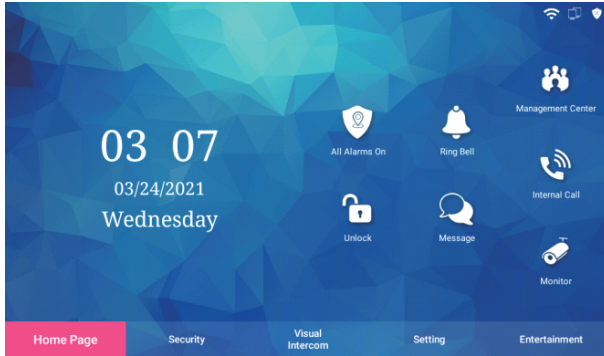 03 07
03/24/2021
Wednesday
All Alarms On
Ring Bell
Unlock
Message
Management Center
Internal Call
Monitor
Home Page
Security
Visual
Intercom
Setting
Entertainment